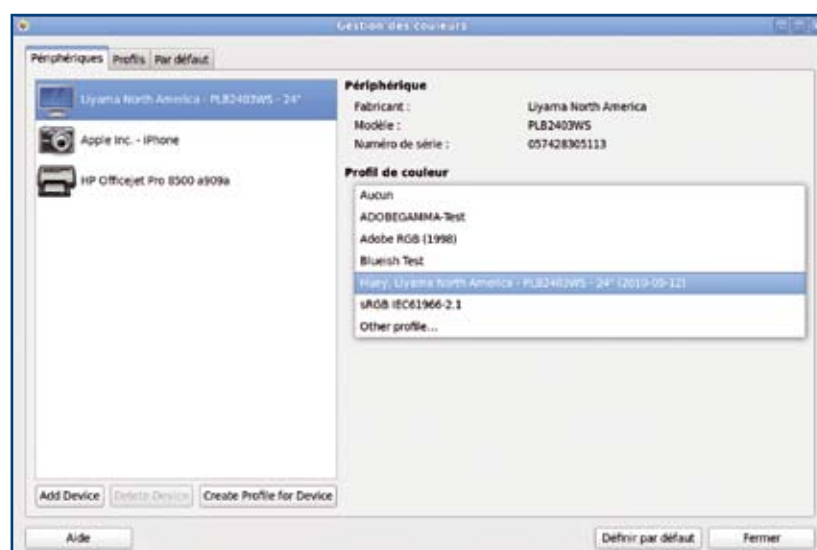 Gestion des couleurs
Périphériques Profils Par défaut
Liyama North America - PLB2403WS - 24"
Apple Inc. - iPhone
HP Officejet Pro 8500 a909a
Add Device Delete Device Create Profile for Device
Périphérique
Fabricant : Liyama North America
Modèle : PLB2403WS
Numéro de série : 057428305113
Profil de couleur
Aucun
ADOBEGAMMA-Test
Adobe RGB (1998)
Blueish Test
Huey, Liyama North America - PLB2403WS - 24" (2010-05-12)
sRGB IEC61966-2.1
Other profile...
Aide Définir par défaut Fermer